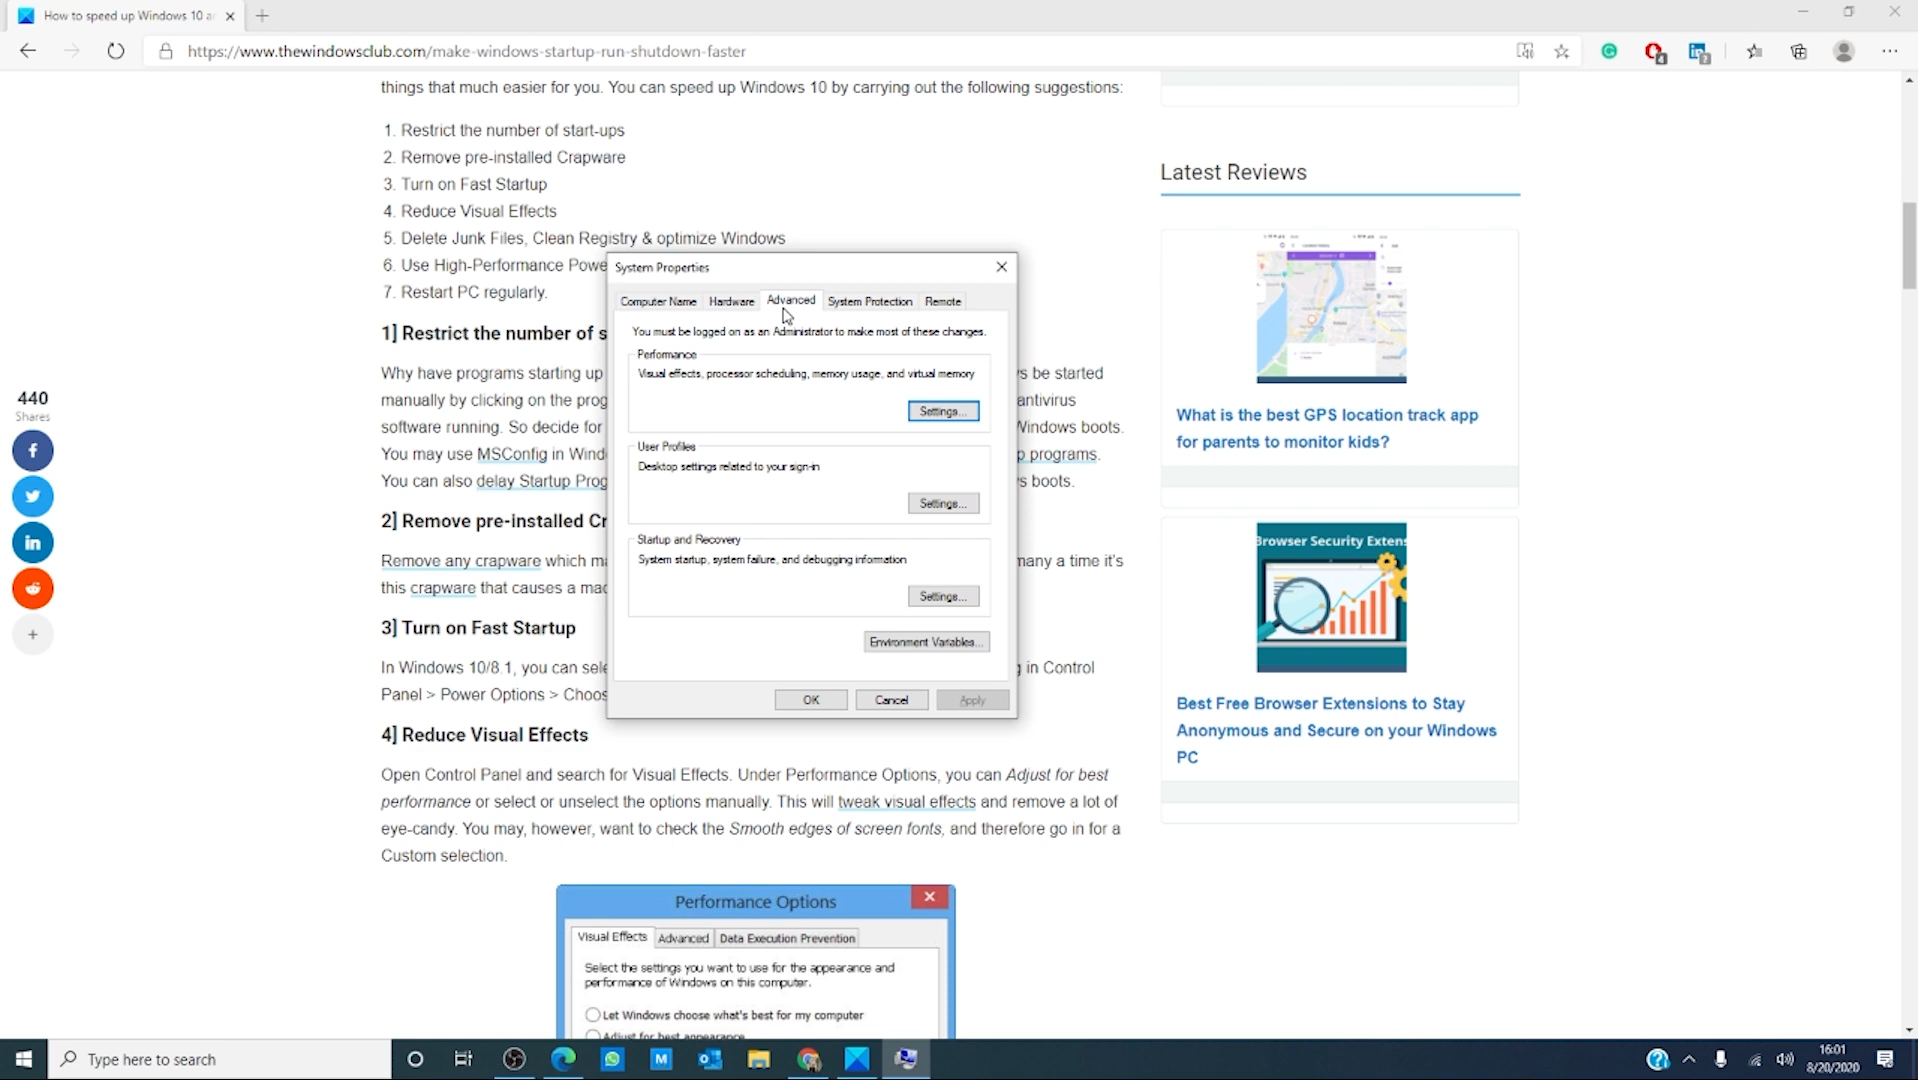 How to speed up Windows 10 a
https://www.thewindowsclub.com/make-windows-startup-run-shutdown-faster
things that much easier for you. You can speed up Windows 10 by carrying out the following suggestions:
1. Restrict the number of start-ups
2. Remove pre-installed Crapware
3. Turn on Fast Startup
4. Reduce Visual Effects
5. Delete Junk Files, Clean Registry & optimize Windows
6. Use High-Performance Powe
7. Restart PC regularly.
1] Restrict the number of s
Why have programs starting up
s be started
manually by clicking on the prog
antivirus
software running. So decide for
Windows boots.
You may use MSConfig in Wind
p programs.
You can also delay Startup Prog
s boots.
2] Remove pre-installed Cr
Remove any crapware which ma
many a time it's
this crapware that causes a mac
3] Turn on Fast Startup
In Windows 10/8.1, you can sele
g in Control
Panel > Power Options > Choos
4] Reduce Visual Effects
Open Control Panel and search for Visual Effects. Under Performance Options, you can Adjust for best
performance or select or unselect the options manually. This will tweak visual effects and remove a lot of
eye-candy. You may, however, want to check the Smooth edges of screen fonts, and therefore go in for a
Custom selection.
440
Shares
System Properties
Computer Name
Hardware
Advanced
System Protection
Remote
You must be logged on as an Administrator to make most of these changes.
Performance
Visual effects, processor scheduling, memory usage, and virtual memory
Settings...
User Profiles
Desktop settings related to your sign-in
Settings...
Startup and Recovery
System startup, system failure, and debugging information
Settings...
Environment Variables...
OK
Cancel
Apply
Performance Options
Visual Effects
Advanced
Data Execution Prevention
Select the settings you want to use for the appearance and
performance of Windows on this computer.
Let Windows choose what's best for my computer
Adjust for best appearance
Latest Reviews
What is the best GPS location track app
for parents to monitor kids?
Browser Security Extens
Best Free Browser Extensions to Stay
Anonymous and Secure on your Windows
PC
Type here to search
16:01
8/20/2020